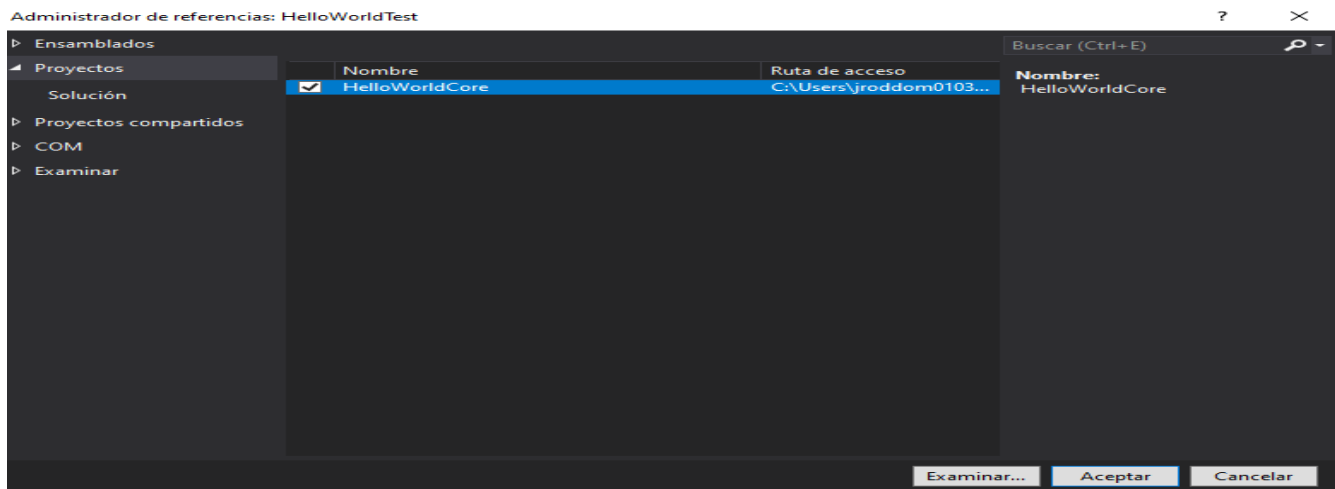 Administrador de referencias: HelloWorldTest ? ×
Ensamblados
Buscar (Ctrl+E)
Proyectos
Solución
Proyectos compartidos
COM
Examinar
Nombre Ruta de acceso
HelloWorldCore C:\Users\jroddom0103...
Nombre:
HelloWorldCore
Examinar... Aceptar Cancelar